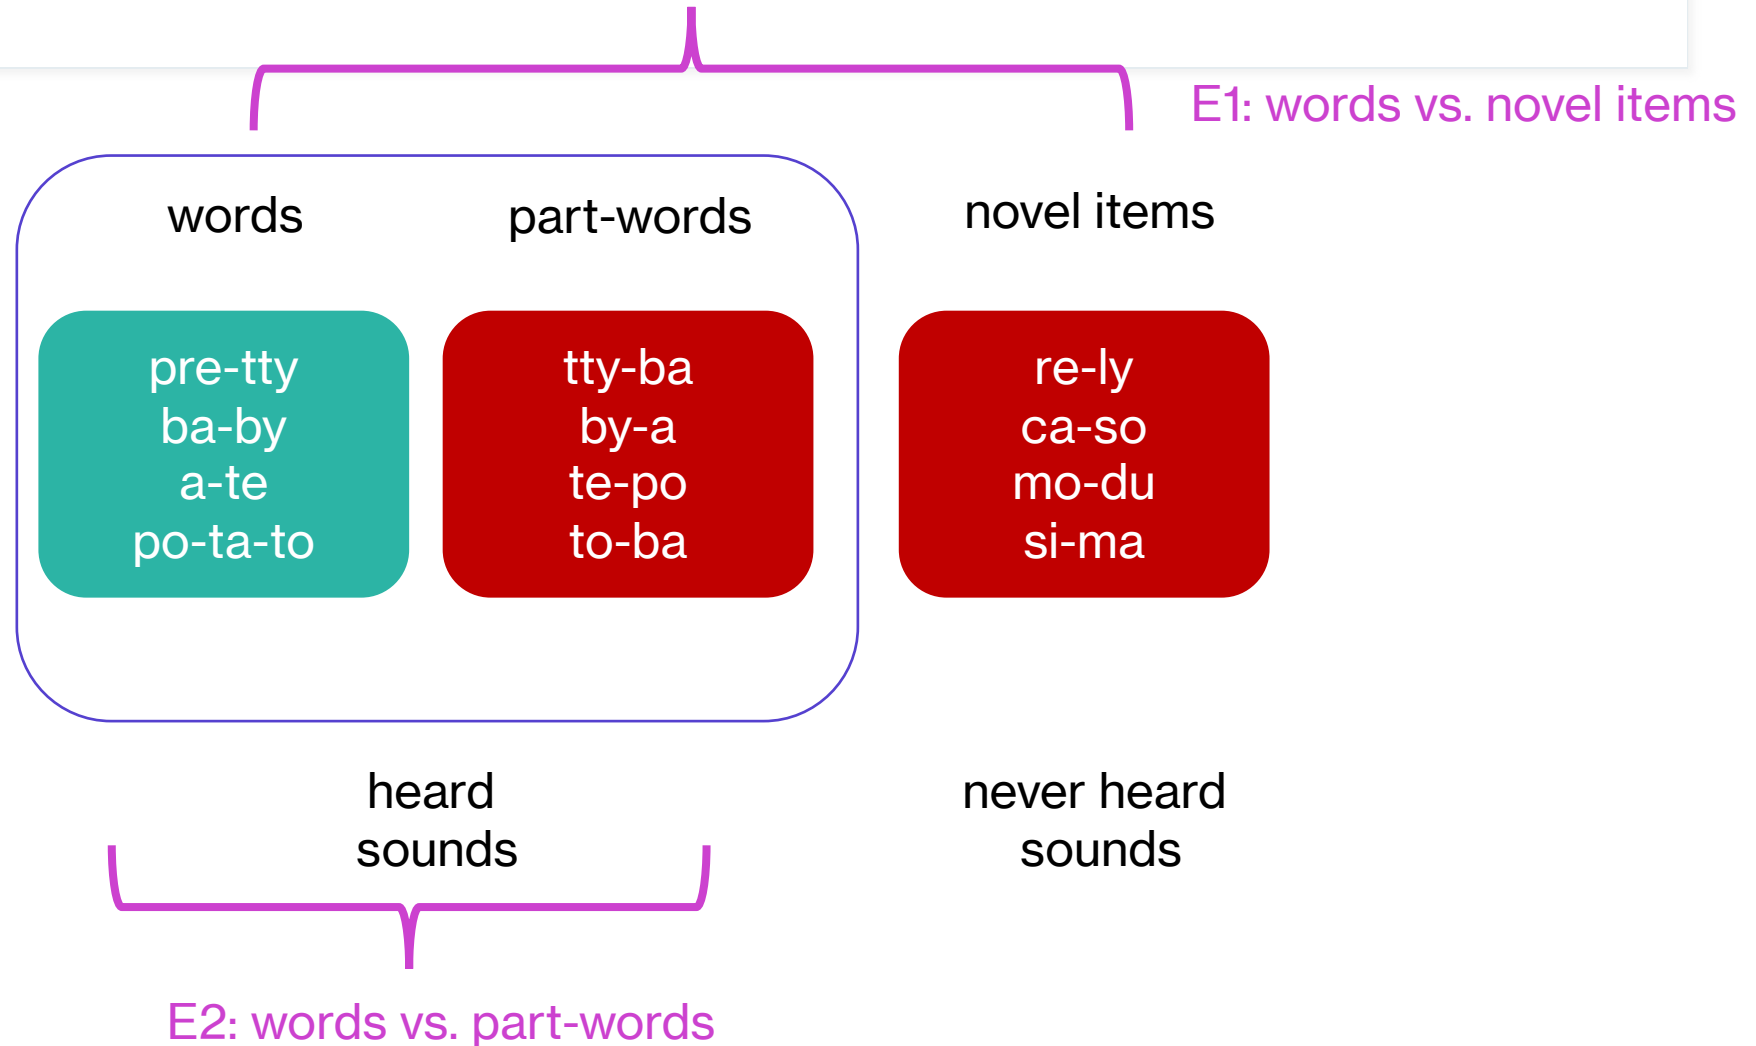 E1: words vs. novel items
words
part-words
novel items
pre-tty
ba-by
a-te
po-ta-to
tty-ba
by-a
te-po
to-ba
re-ly
ca-so
mo-du
si-ma
heard
sounds
never heard
sounds
E2: words vs. part-words